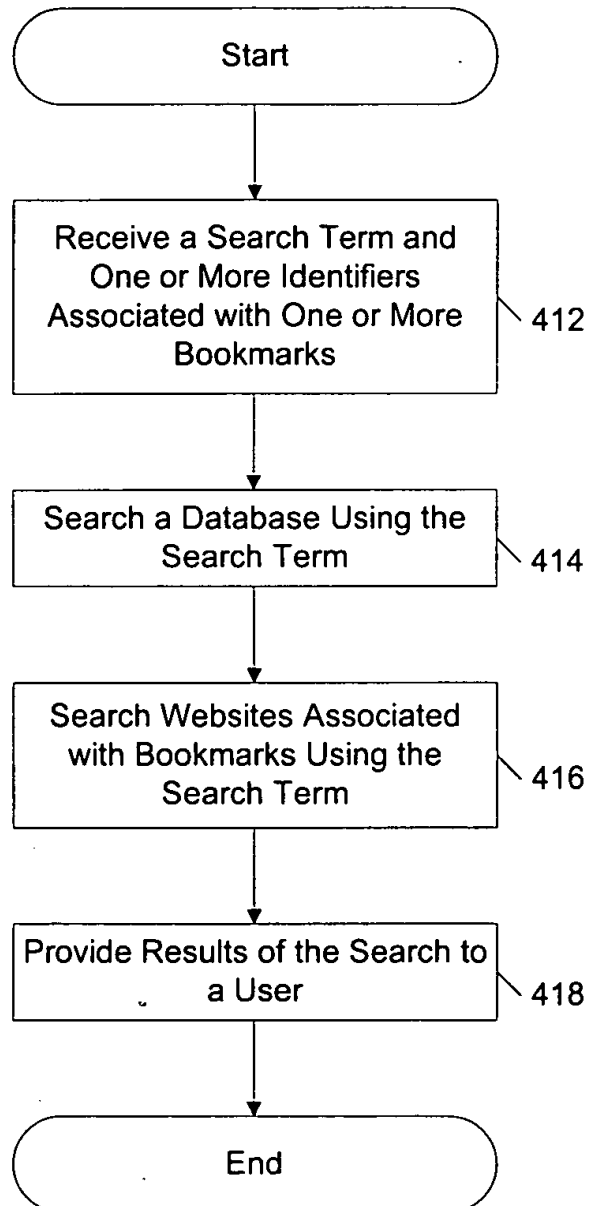 Start
Receive a Search Term and
One or More Identifiers
Associated with One or More
Bookmarks
412
Search a Database Using the
Search Term
414
Search Websites Associated
with Bookmarks Using the
Search Term
416
Provide Results of the Search to
a User
418
End